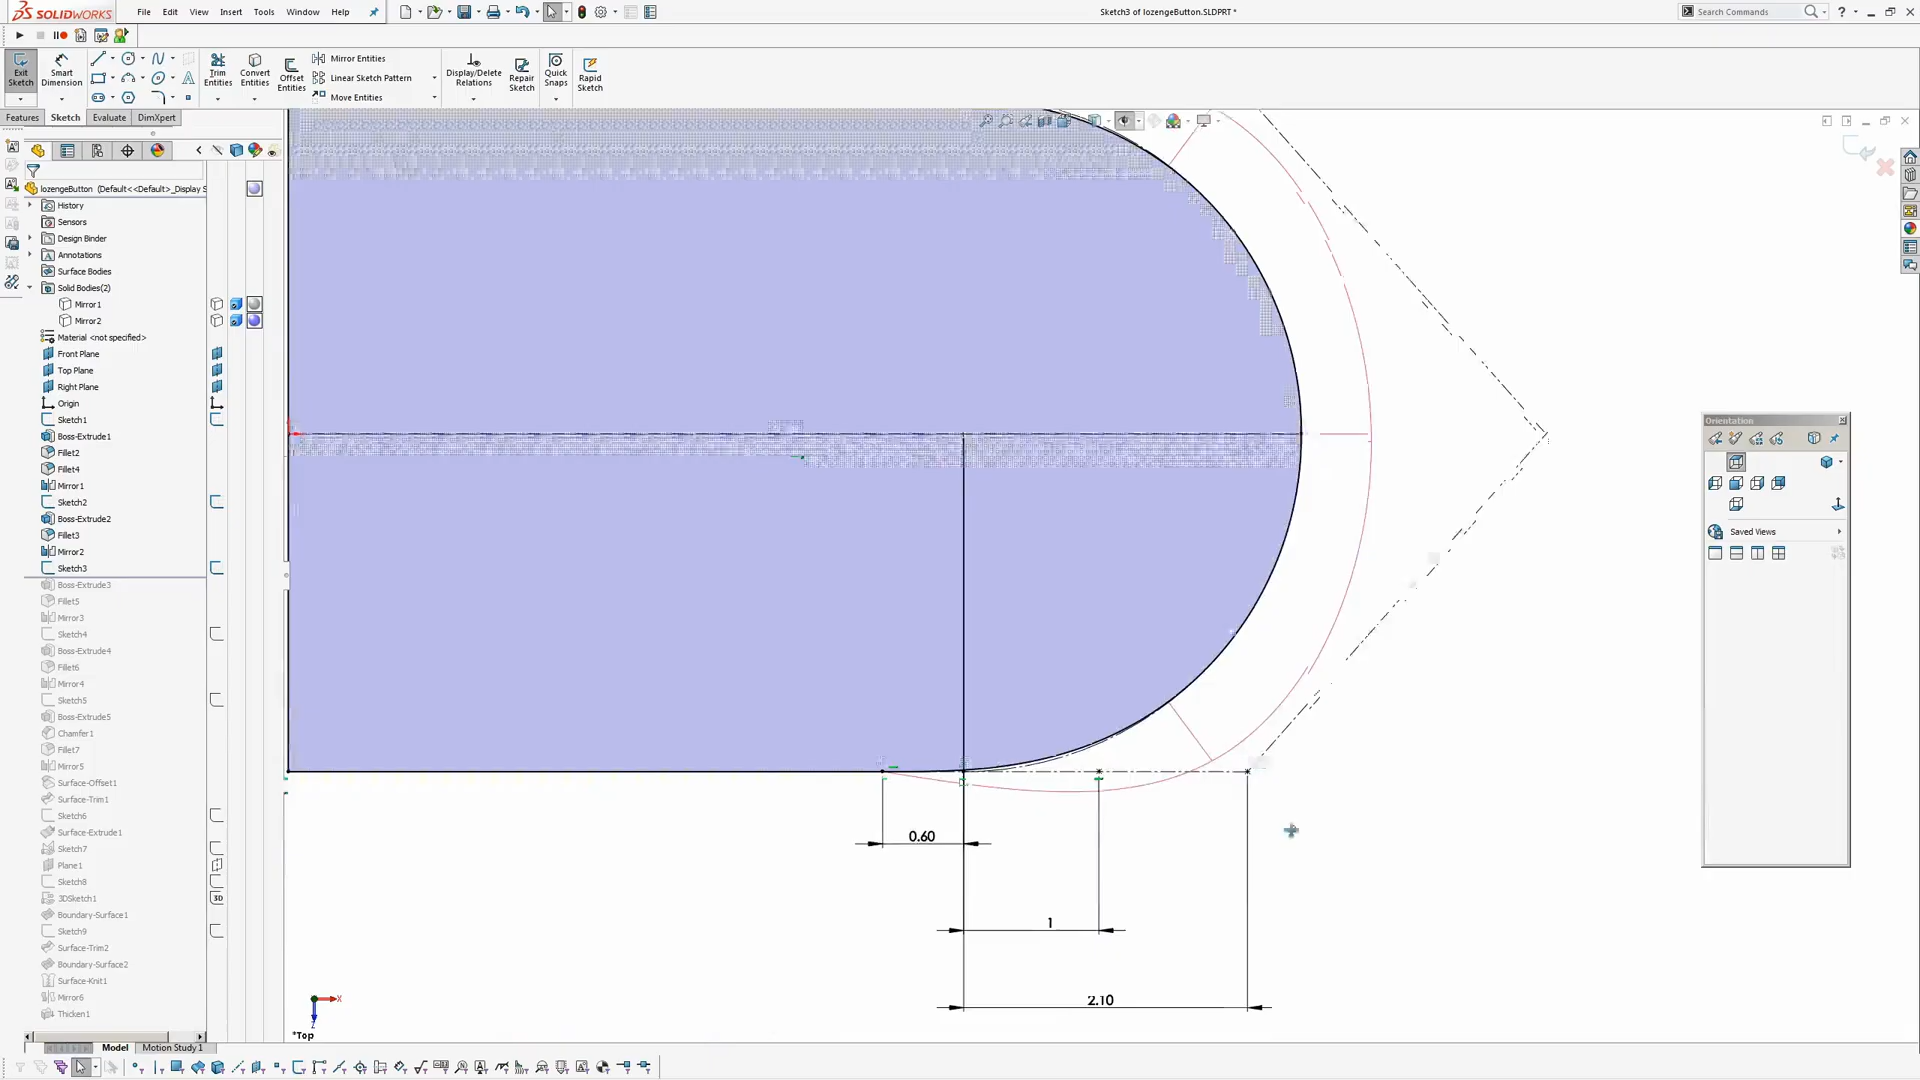 SOLIDWORKS
File
Edit
View
Insert
Tools
Window
Help
Sketch3 of lozengeButton.SLDPRT *
Search Commands
Exit
Sketch
Smart
Dimension
Trim
Entities
Convert
Entities
Offset
Entities
Mirror Entities
Linear Sketch Pattern
Move Entities
Display/Delete
Relations
Repair
Sketch
Quick
Snaps
Rapid
Sketch
Features
Sketch
Evaluate
DimXpert
lozengeButton (Default<<Default>_Display S
History
Sensors
Design Binder
Annotations
Surface Bodies
Solid Bodies(2)
Mirror1
Mirror2
Material <not specified>
Front Plane
Top Plane
Right Plane
Origin
Sketch1
Boss-Extrude1
Fillet2
Fillet4
Mirror1
Sketch2
Boss-Extrude2
Fillet3
Mirror2
Sketch3
Boss-Extrude3
Fillet5
Mirror3
Sketch4
Boss-Extrude4
Fillet6
Mirror4
Sketch5
Boss-Extrude5
Chamfer1
Fillet7
Mirror5
Surface-Offset1
Surface-Trim1
Sketch6
Surface-Extrude1
Sketch7
Plane1
Sketch8
3D
3DSketch1
Boundary-Surface1
Sketch9
Surface-Trim2
Boundary-Surface2
Surface-Knit1
Mirror6
Thicken1
0.60
1
2.10
X
Z
*Top
Orientation
Saved Views
Model
Motion Study 1